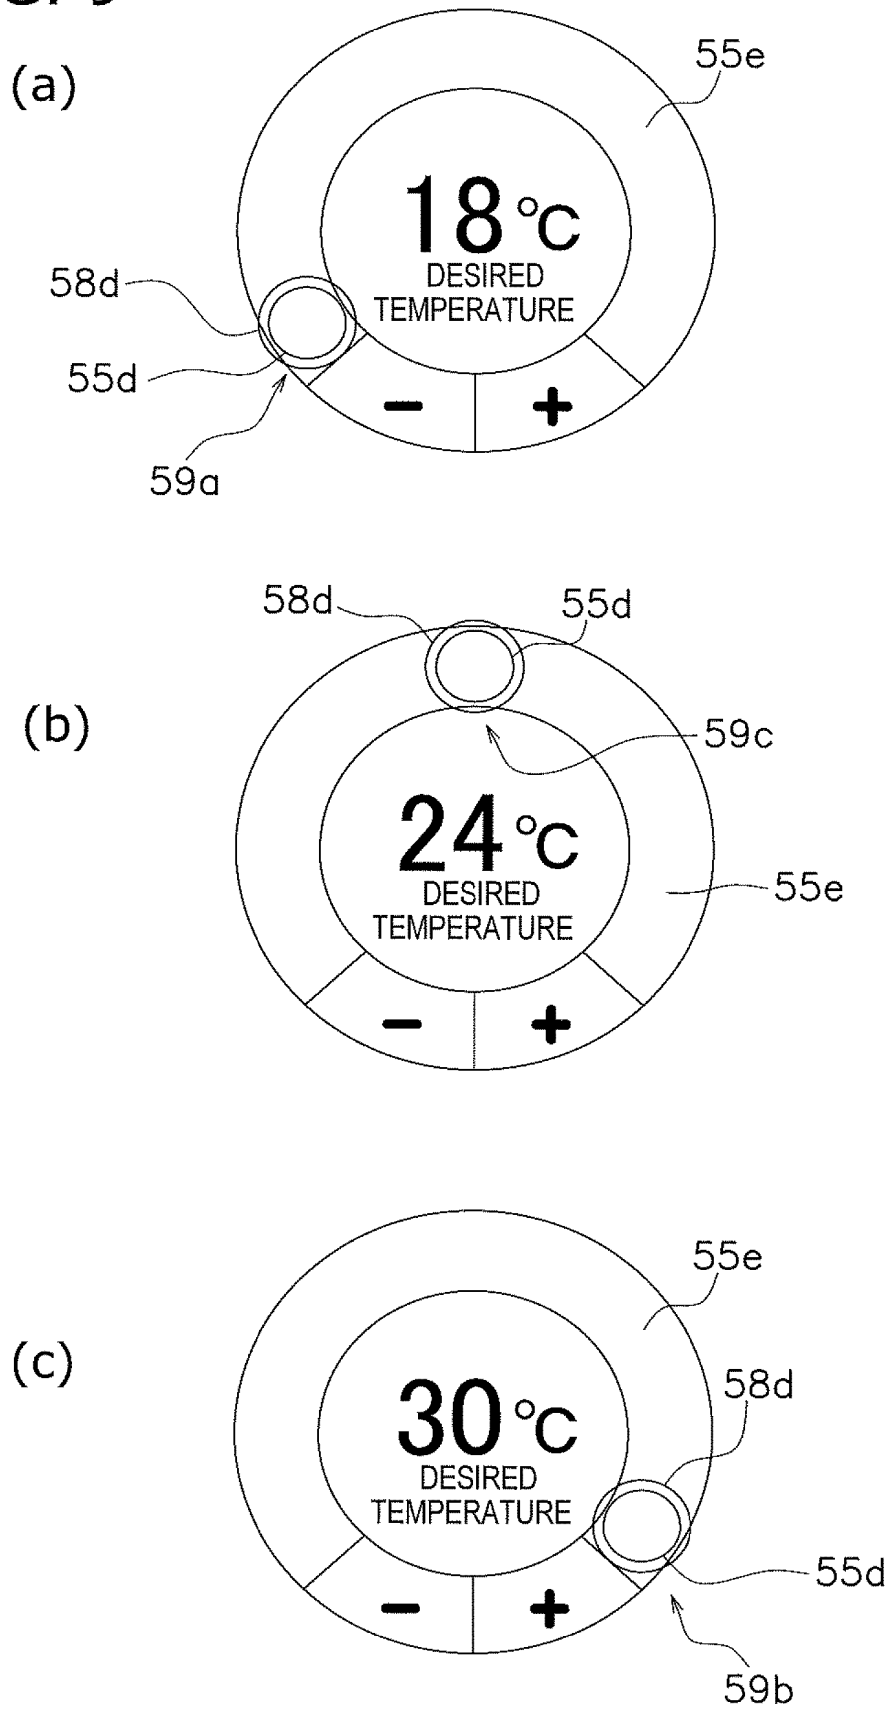 (a)
55e
18 °C
DESIRED
TEMPERATURE
58d
55d
59a
− +
58d
55d
(b)
59c
24 °C
DESIRED
TEMPERATURE
55e
− +
55e
(c)
58d
30 °C
DESIRED
TEMPERATURE
55d
− +
59b